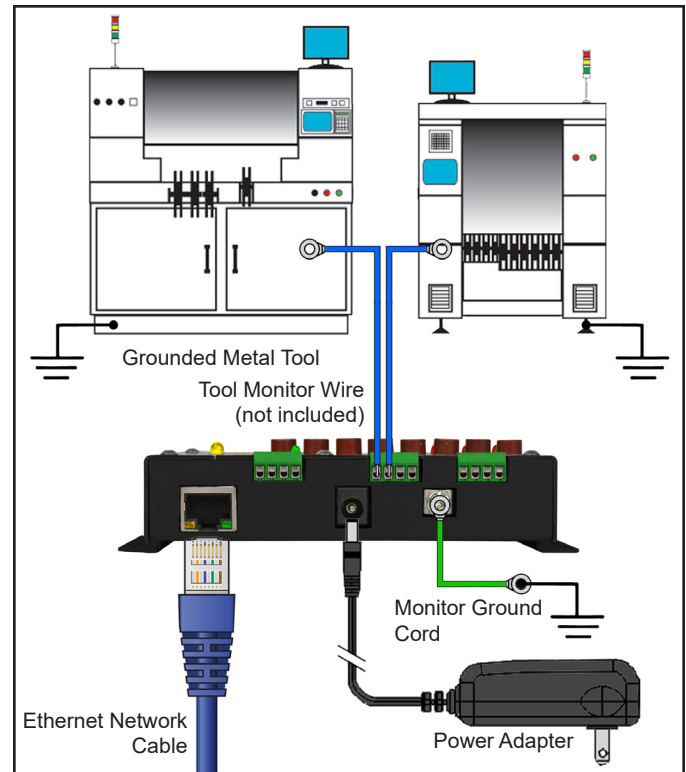 Grounded Metal Tool
Tool Monitor Wire
(not included)
Monitor Ground
Cord
Ethernet Network
Cable
Power Adapter